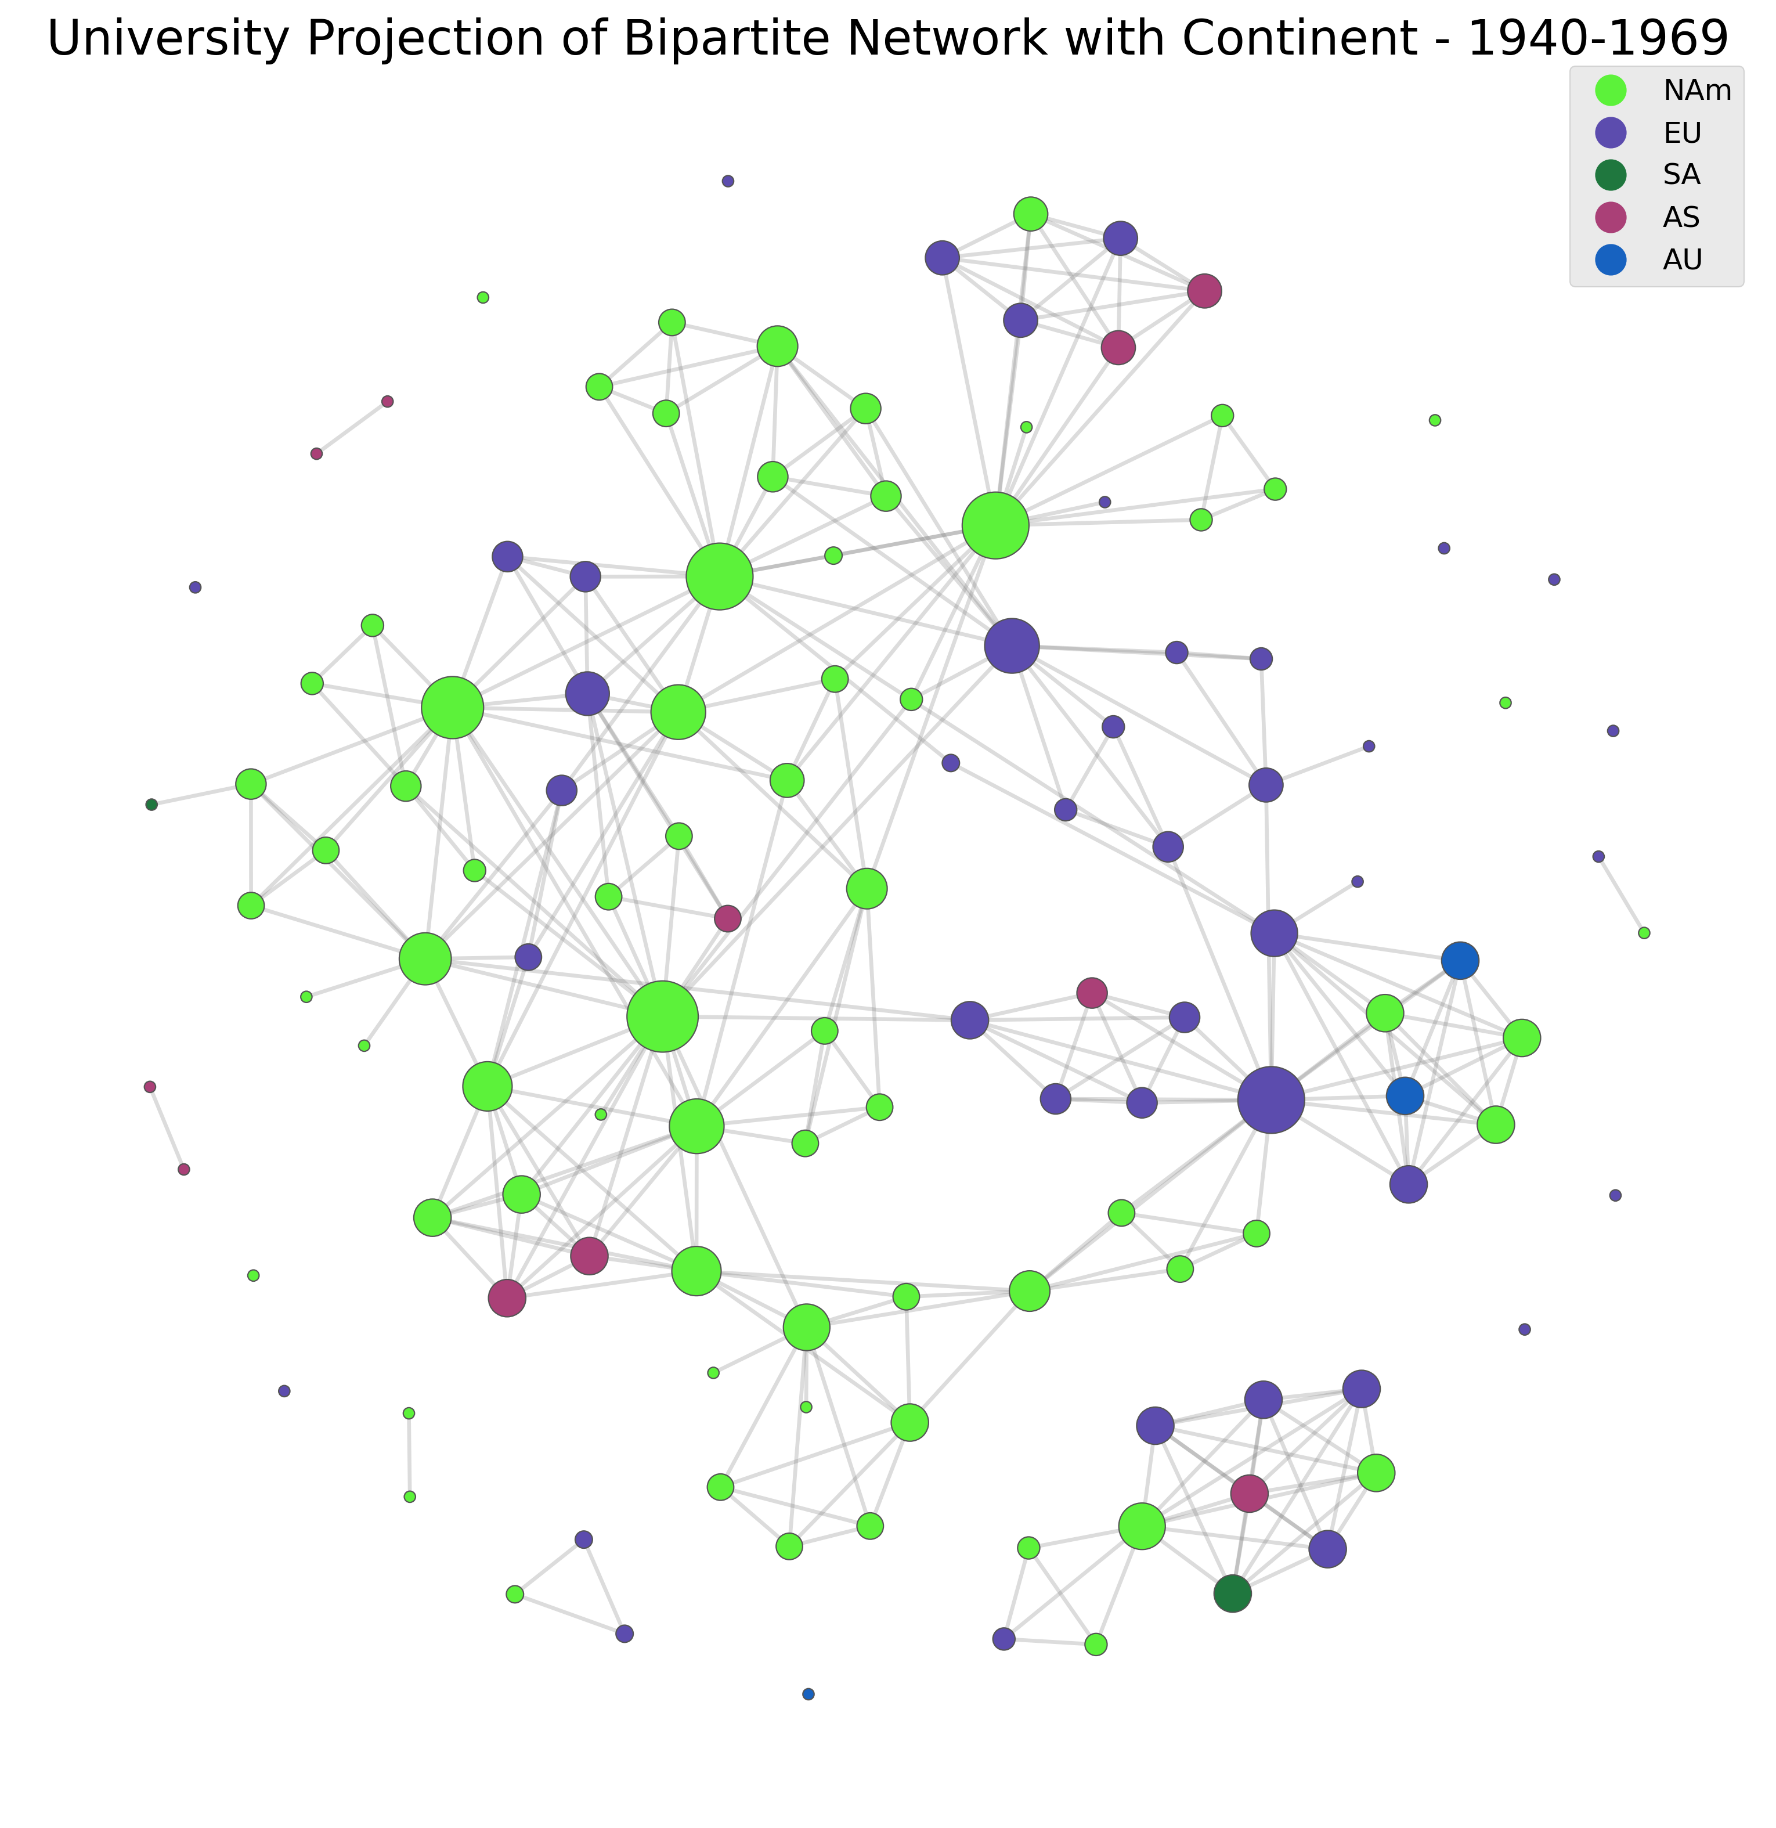 University Projection of Bipartite Network with Continent - 1940-1969
NAm
EU
SA
AS
AU